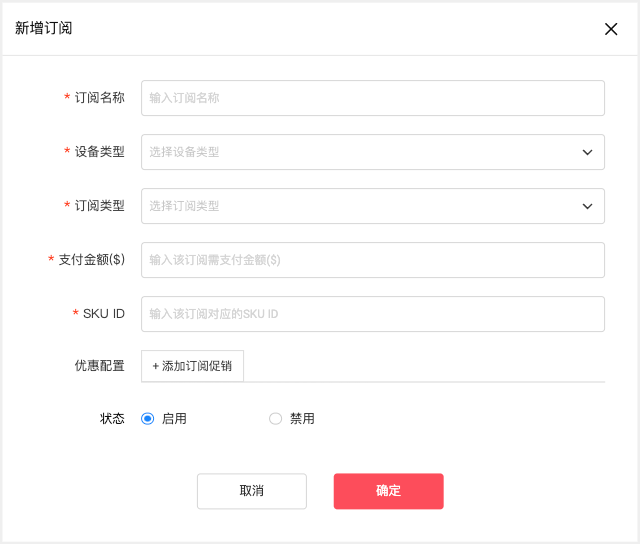 新增订阅
* 订阅名称 输入订阅名称
* 设备类型 选择设备类型
* 订阅类型 选择订阅类型
* 支付金额($) 输入该订阅需支付金额($)
* SKU ID 输入该订阅对应的SKU ID
优惠配置 + 添加订阅促销
状态 启用 禁用
取消 确定